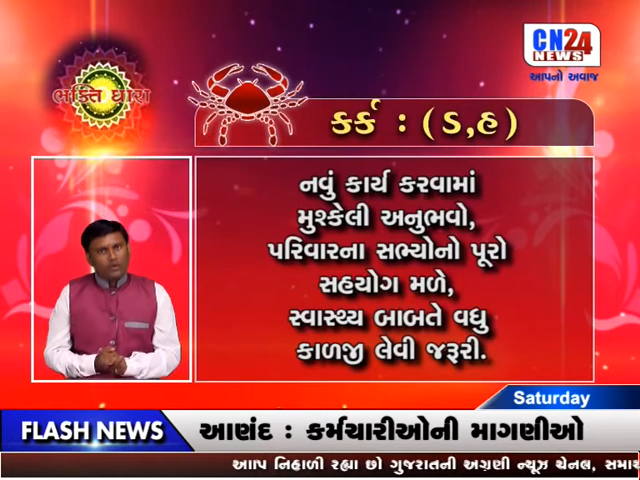 CN24
NEWS
આપનો અવાજ
ભક્તિ ધારા
કર્ક : (ડ,હ)
નવું કાર્ય કરવામાં
મુશ્કેલી અનુભવો,
પરિવારના સભ્યોનો પૂરો
સહયોગ મળે,
સ્વાસ્થ્ય બાબતે વધુ
કાળજી લેવી જરૂરી.
Saturday
FLASH NEWS આણંદ : કર્મચારીઓની માગણીઓ
આાપ નિહાળી રહ્યા છો ગુજરાતની અગ્રણી ન્યૂઝ ચેનલ, સમાચ